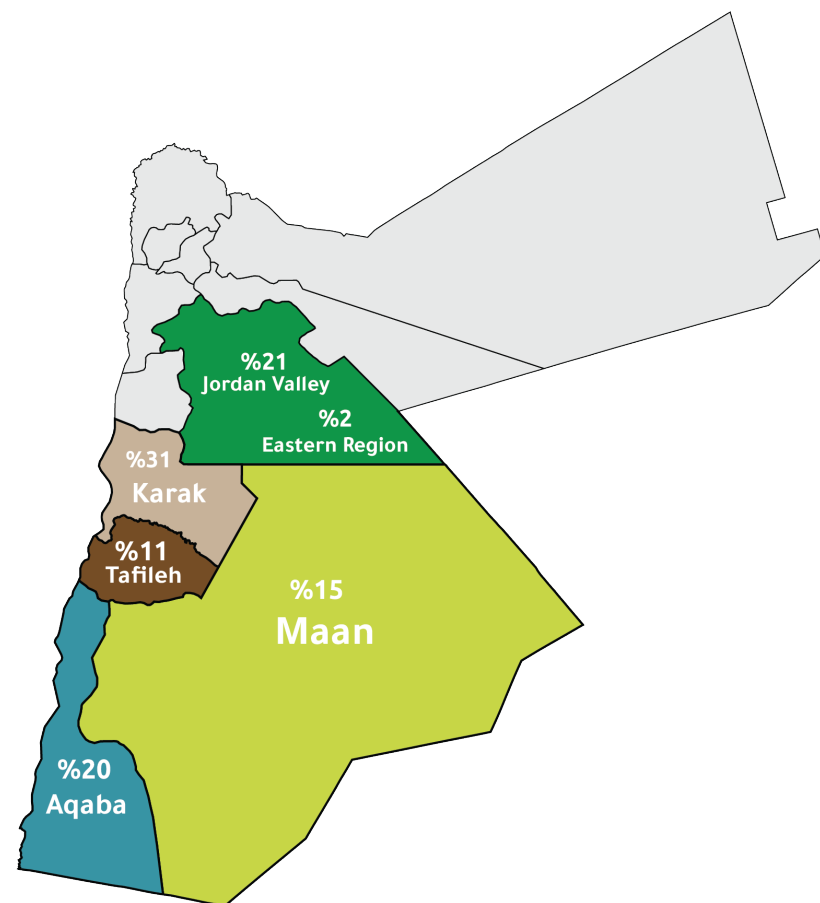 %21
Jordan Valley
%2
Eastern Region
%31
Karak
%11
Tafileh
%15
Maan
%20
Aqaba